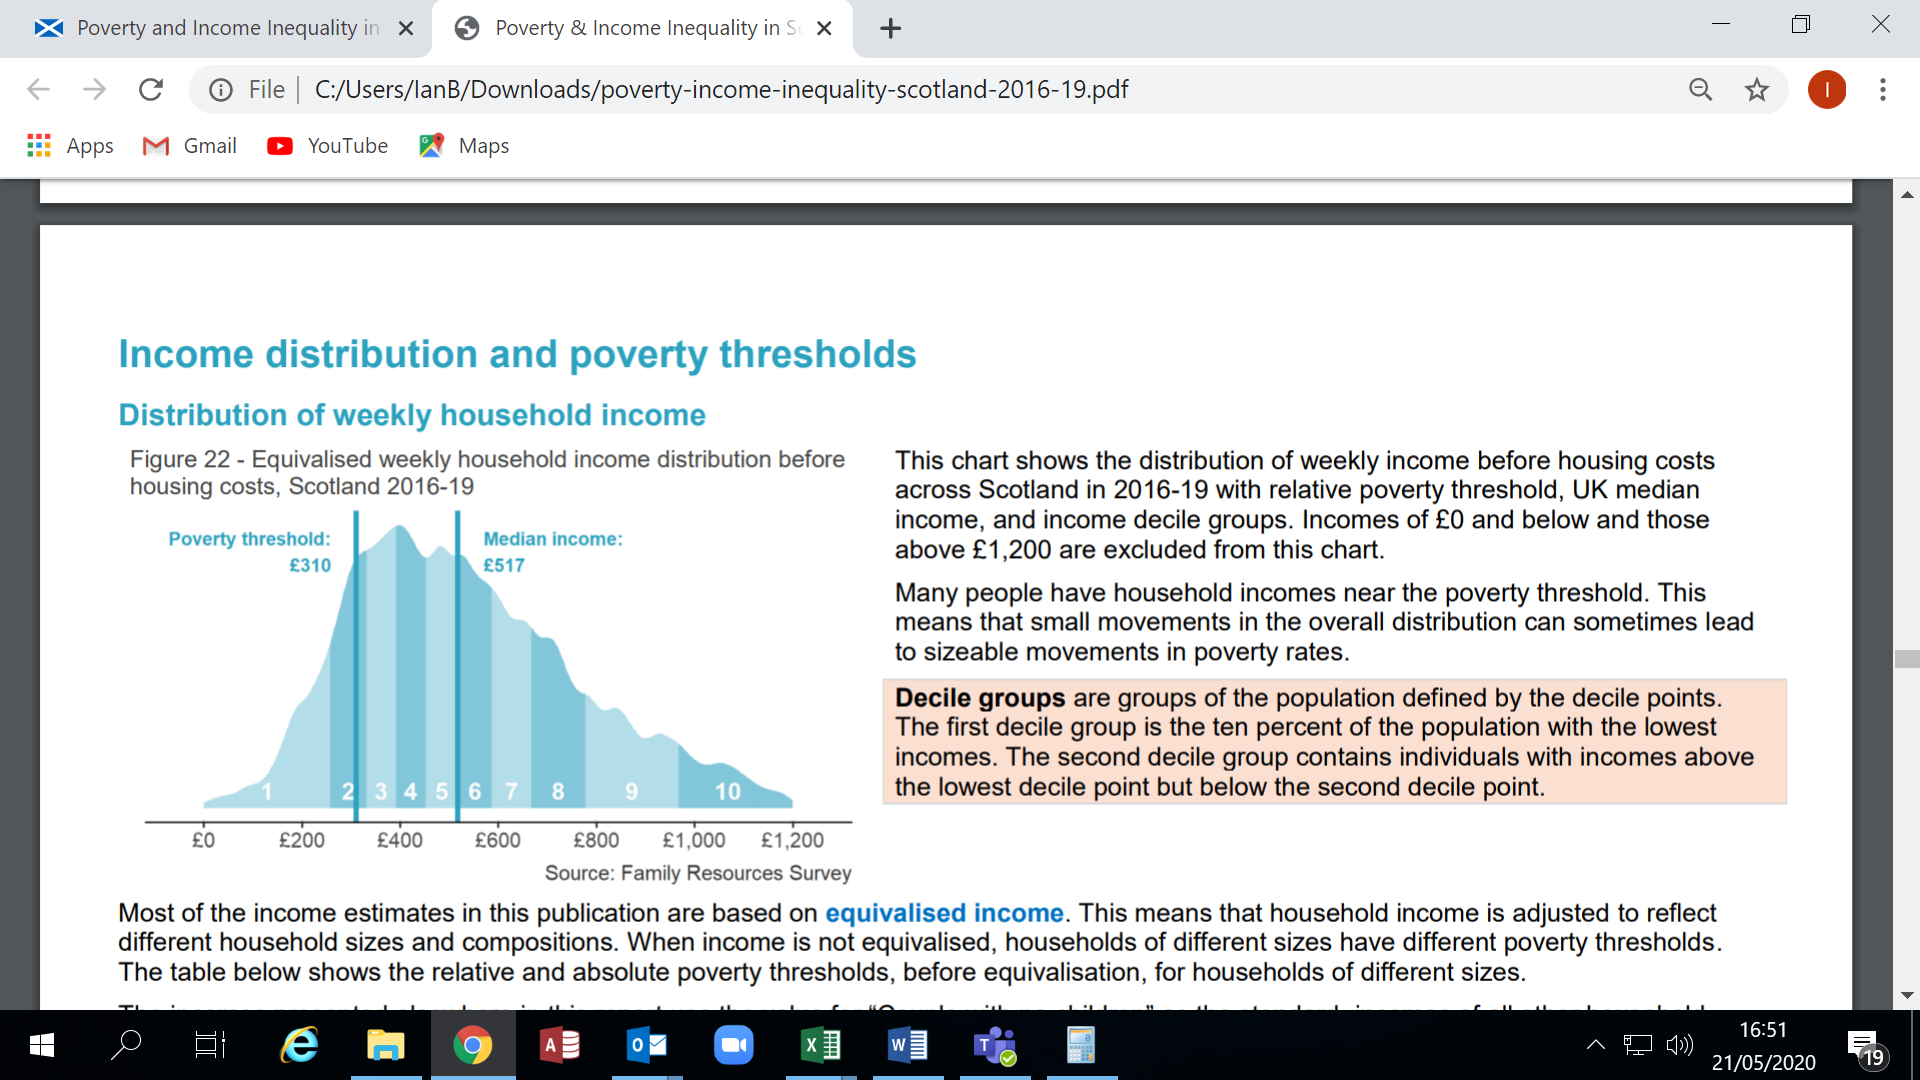 Poverty and Income Inequality in
Poverty & Income Inequality in Sc
File
C:/Users/IanB/Downloads/poverty-income-inequality-scotland-2016-19.pdf
I
Apps
Gmail
YouTube
Maps
Income distribution and poverty thresholds
Distribution of weekly household income
Figure 22 - Equivalised weekly household income distribution before
housing costs, Scotland 2016-19
Poverty threshold:
£310
Median income:
£517
1 2 3 4 5 6 7 8 9 10
£0 £200 £400 £600 £800 £1,000 £1,200
Source: Family Resources Survey
This chart shows the distribution of weekly income before housing costs
across Scotland in 2016-19 with relative poverty threshold, UK median
income, and income decile groups. Incomes of £0 and below and those
above £1,200 are excluded from this chart.
Many people have household incomes near the poverty threshold. This
means that small movements in the overall distribution can sometimes lead
to sizeable movements in poverty rates.
Decile groups are groups of the population defined by the decile points.
The first decile group is the ten percent of the population with the lowest
incomes. The second decile group contains individuals with incomes above
the lowest decile point but below the second decile point.
Most of the income estimates in this publication are based on equivalised income. This means that household income is adjusted to reflect
different household sizes and compositions. When income is not equivalised, households of different sizes have different poverty thresholds.
The table below shows the relative and absolute poverty thresholds, before equivalisation, for households of different sizes.
16:51
21/05/2020
19